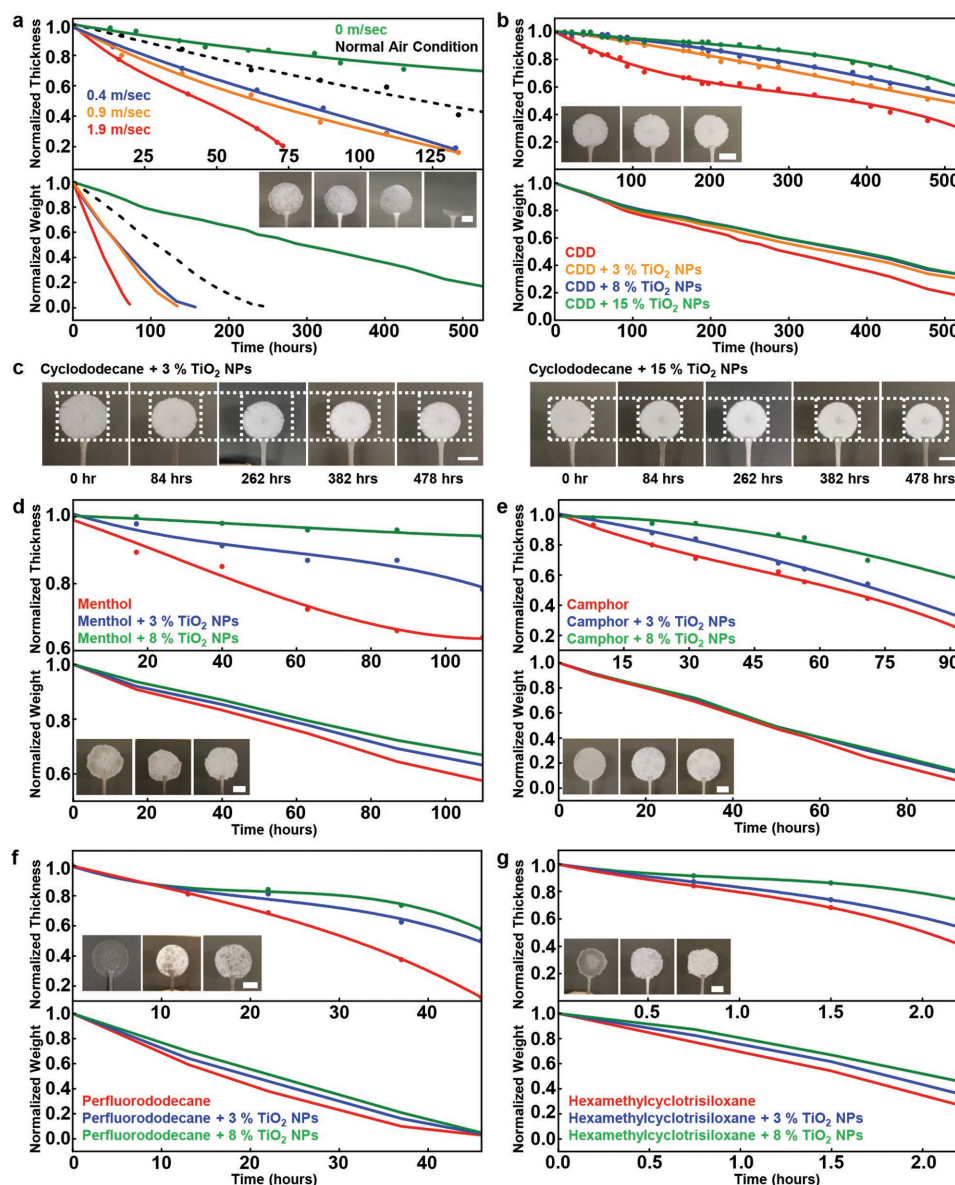 a
Normalized Thickness
1.0
0.8
0.6
0.4
0.2
0 m/sec
Normal Air Condition
0.4 m/sec
0.9 m/sec
1.9 m/sec
25 50 75 100 125
Normalized Weight
1.0
0.8
0.6
0.4
0.2
0.0
0 100 200 300 400 500
Time (hours)
b
Normalized Thickness
1.0
0.8
0.6
0.4
0.2
100 200 300 400 500
Normalized Weight
1.0
0.8
0.6
0.4
0.2
0.0
CDD
CDD + 3 % TiO2 NPs
CDD + 8 % TiO2 NPs
CDD + 15 % TiO2 NPs
0 100 200 300 400 500
Time (hours)
c
Cyclododecane + 3 % TiO2 NPs
0 hr 84 hrs 262 hrs 382 hrs 478 hrs
Cyclododecane + 15 % TiO2 NPs
0 hr 84 hrs 262 hrs 382 hrs 478 hrs
d
Normalized Thickness
1.0
0.8
0.6
Menthol
Menthol + 3 % TiO2 NPs
Menthol + 8 % TiO2 NPs
20 40 60 80 100
Normalized Weight
1.0
0.8
0.6
0 20 40 60 80 100
Time (hours)
e
Normalized Thickness
1.0
0.8
0.6
0.4
0.2
Camphor
Camphor + 3 % TiO2 NPs
Camphor + 8 % TiO2 NPs
15 30 45 60 75 90
Normalized Weight
1.0
0.8
0.6
0.4
0.2
0.0
0 20 40 60 80
Time (hours)
f
Normalized Thickness
1.0
0.8
0.6
0.4
0.2
10 20 30 40
Normalized Weight
1.0
0.8
0.6
0.4
0.2
0.0
Perfluorododecane
Perfluorododecane + 3 % TiO2 NPs
Perfluorododecane + 8 % TiO2 NPs
0 10 20 30 40
Time (hours)
g
Normalized Thickness
1.0
0.8
0.6
0.4
0.2
0.5 1.0 1.5 2.0
Normalized Weight
1.0
0.8
0.6
0.4
0.2
0.0
Hexamethylcyclotrisiloxane
Hexamethylcyclotrisiloxane + 3 % TiO2 NPs
Hexamethylcyclotrisiloxane + 8 % TiO2 NPs
0.0 0.5 1.0 1.5 2.0
Time (hours)